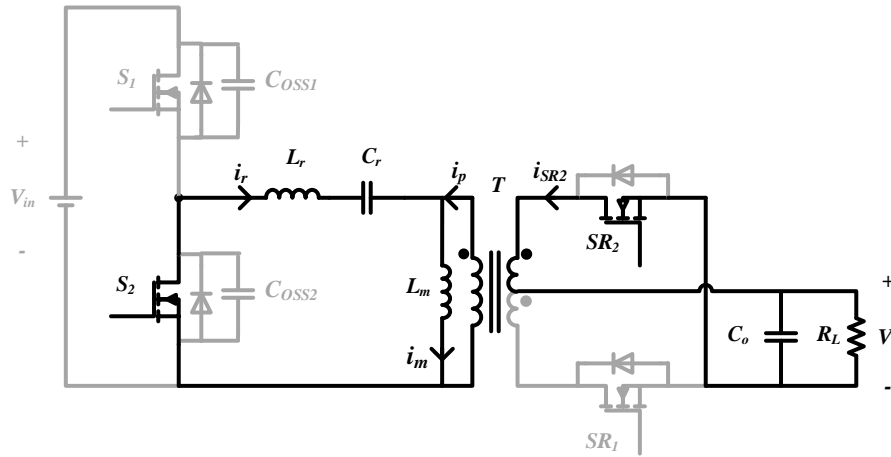 S1
COSS1
+
Vin
-
ir
Lr
Cr
ip
T
iSR2
SR2
S2
COSS2
Lm
im
Co
RL
+
V
-
SR1